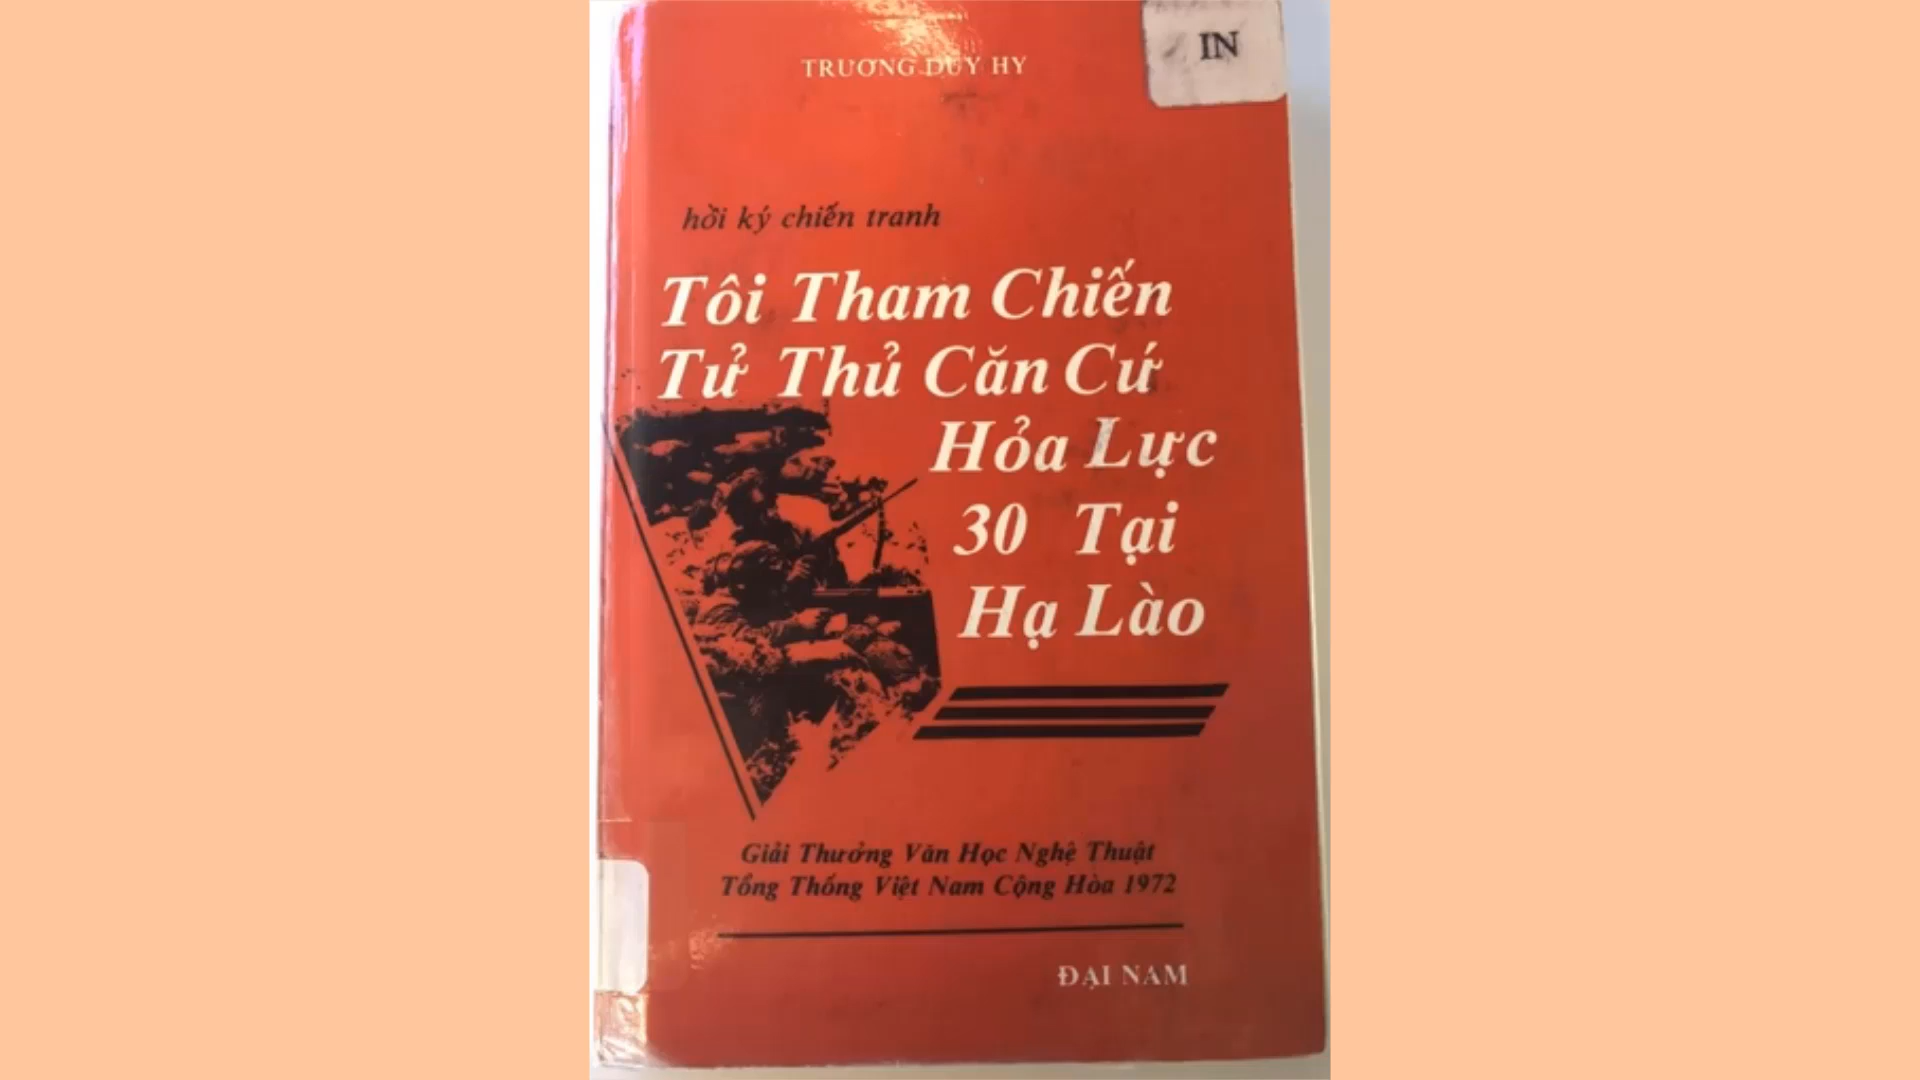 TRƯƠNG DUY HY
IN
hồi ký chiến tranh
Tôi Tham Chiến
Tử Thủ Căn Cứ
Hỏa Lực
30 Tại
Hạ Lào
Giải Thưởng Văn Học Nghệ Thuật
Tổng Thống Việt Nam Cộng Hòa 1972
ĐẠI NAM